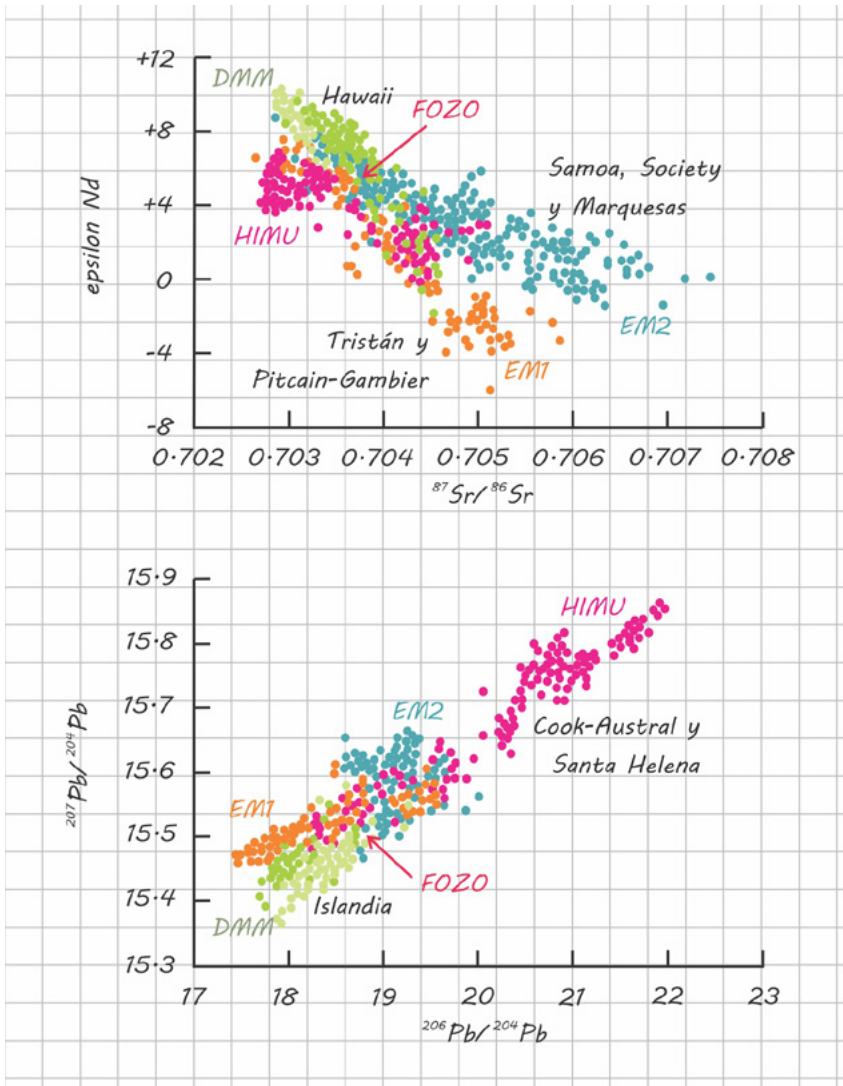 +12
DMM
Hawaii
FOZO
+8
Samoa, Society
y Marquesas
+4
HIMU
epsilon Nd
0
EM2
Tristán y
-4
Pitcain-Gambier
EM1
-8
0.702 0.703 0.704 0.705 0.706 0.707 0.708
⁸⁷Sr/⁸⁶Sr
15.9
HIMU
15.8
15.7
EM2
Cook-Austral y
Santa Helena
²⁰⁷Pb/²⁰⁴Pb
15.6
EM1
15.5
FOZO
15.4
Islandia
DMM
15.3
17 18 19 20 21 22 23
²⁰⁶Pb/²⁰⁴Pb